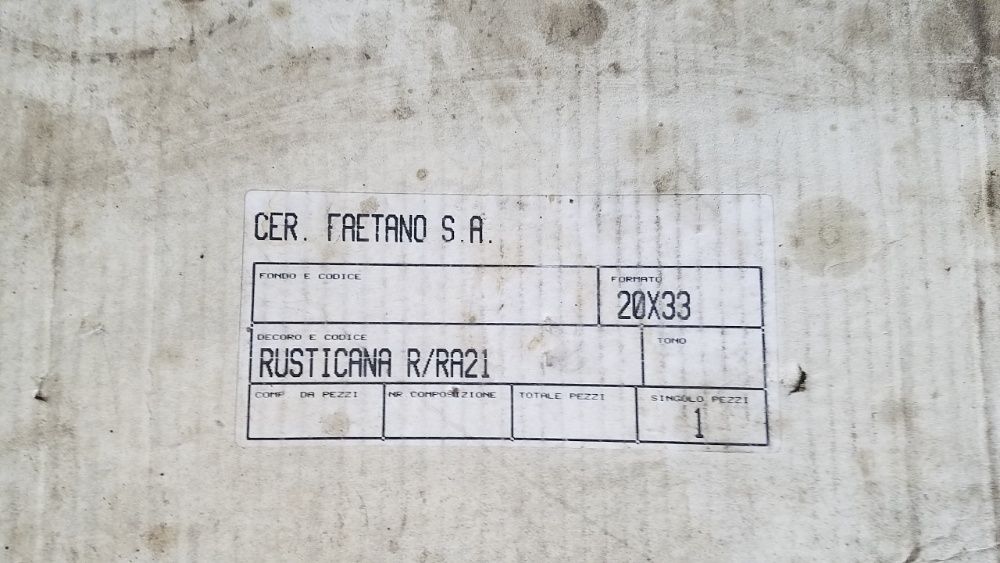 CER. FAETANO S.A.
FONDO E CODICE
FORMATO
20X33
DECORO E CODICE
TONO
RUSTICANA R/RA21
COMP DA PEZZI
NR COMPOSIZIONE
TOTALE PEZZI
SINGOLO PEZZI
1